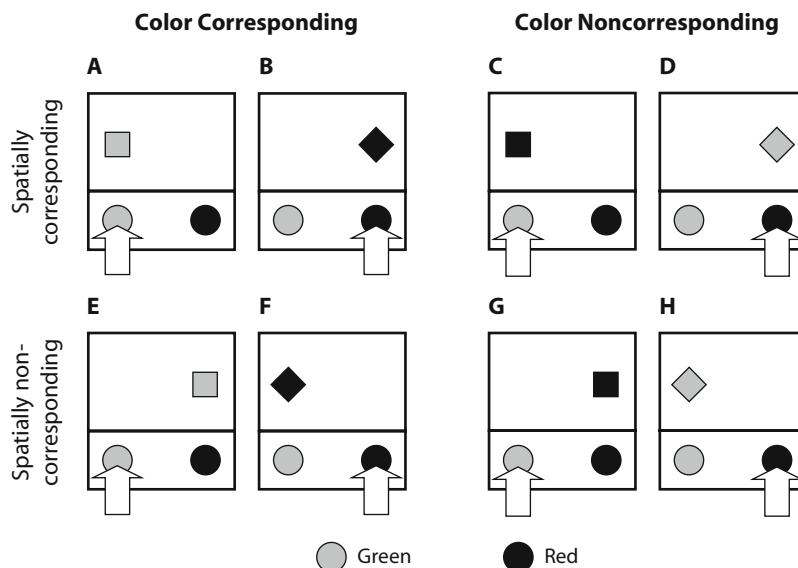 Color Corresponding
Color Noncorresponding
A
B
C
D
Spatially
corresponding
E
F
G
H
Spatially non-
corresponding
Green
Red